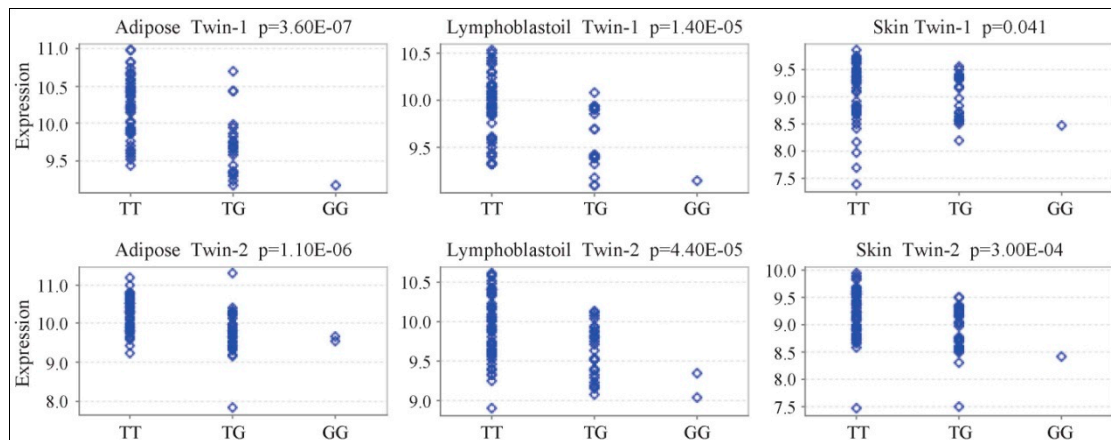 Adipose Twin-1 p=3.60E-07
Expression
11.0
10.5
10.0
9.5
TT TG GG
Lymphoblastoil Twin-1 p=1.40E-05
10.5
10.0
9.5
TT TG GG
Skin Twin-1 p=0.041
9.5
9.0
8.5
8.0
7.5
TT TG GG
Adipose Twin-2 p=1.10E-06
Expression
11.0
10.0
9.0
8.0
TT TG GG
Lymphoblastoil Twin-2 p=4.40E-05
10.5
10.0
9.5
9.0
TT TG GG
Skin Twin-2 p=3.00E-04
10.0
9.5
9.0
8.5
8.0
7.5
TT TG GG